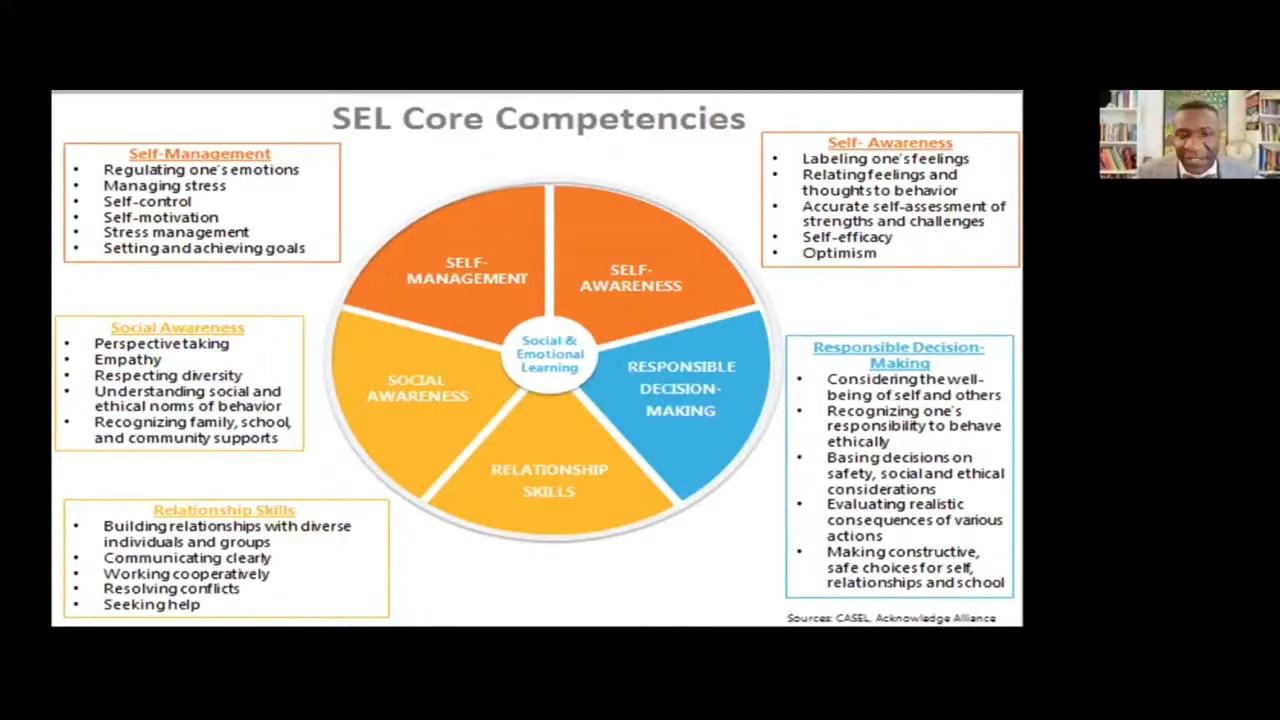 SEL Core Competencies
Self-Management
• Regulating one's emotions
• Managing stress
• Self-control
• Self-motivation
• Stress management
• Setting and achieving goals
Self- Awareness
• Labeling one's feelings
• Relating feelings and
thoughts to behavior
• Accurate self-assessment of
strengths and challenges
• Self-efficacy
• Optimism
SELF-
MANAGEMENT
SELF-
AWARENESS
Social &
Emotional
Learning
SOCIAL
AWARENESS
RESPONSIBLE
DECISION-
MAKING
RELATIONSHIP
SKILLS
Social Awareness
• Perspective taking
• Empathy
• Respecting diversity
• Understanding social and
ethical norms of behavior
• Recognizing family, school,
and community supports
Responsible Decision-
Making
• Considering the well-
being of self and others
• Recognizing one's
responsibility to behave
ethically
• Basing decisions on
safety, social and ethical
considerations
• Evaluating realistic
consequences of various
actions
• Making constructive,
safe choices for self,
relationships and school
Relationship Skills
• Building relationships with diverse
individuals and groups
• Communicating clearly
• Working cooperatively
• Resolving conflicts
• Seeking help
Sources: CASEL, Acknowledge Alliance